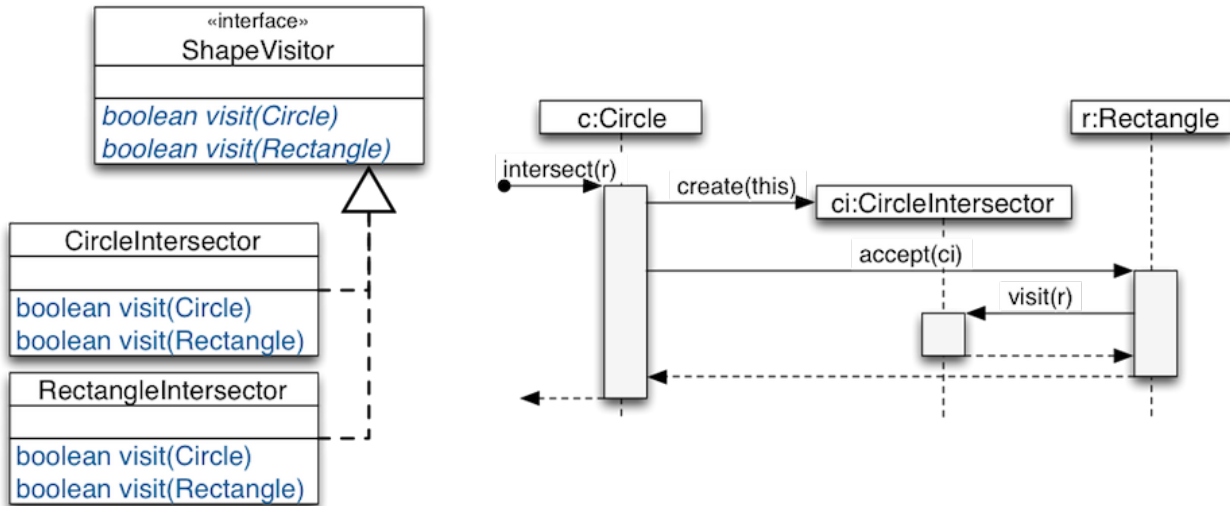 «interface»
ShapeVisitor
boolean visit(Circle)
boolean visit(Rectangle)
CircleIntersector
boolean visit(Circle)
boolean visit(Rectangle)
RectangleIntersector
boolean visit(Circle)
boolean visit(Rectangle)
c:Circle
r:Rectangle
intersect(r)
create(this)
ci:CircleIntersector
accept(ci)
visit(r)